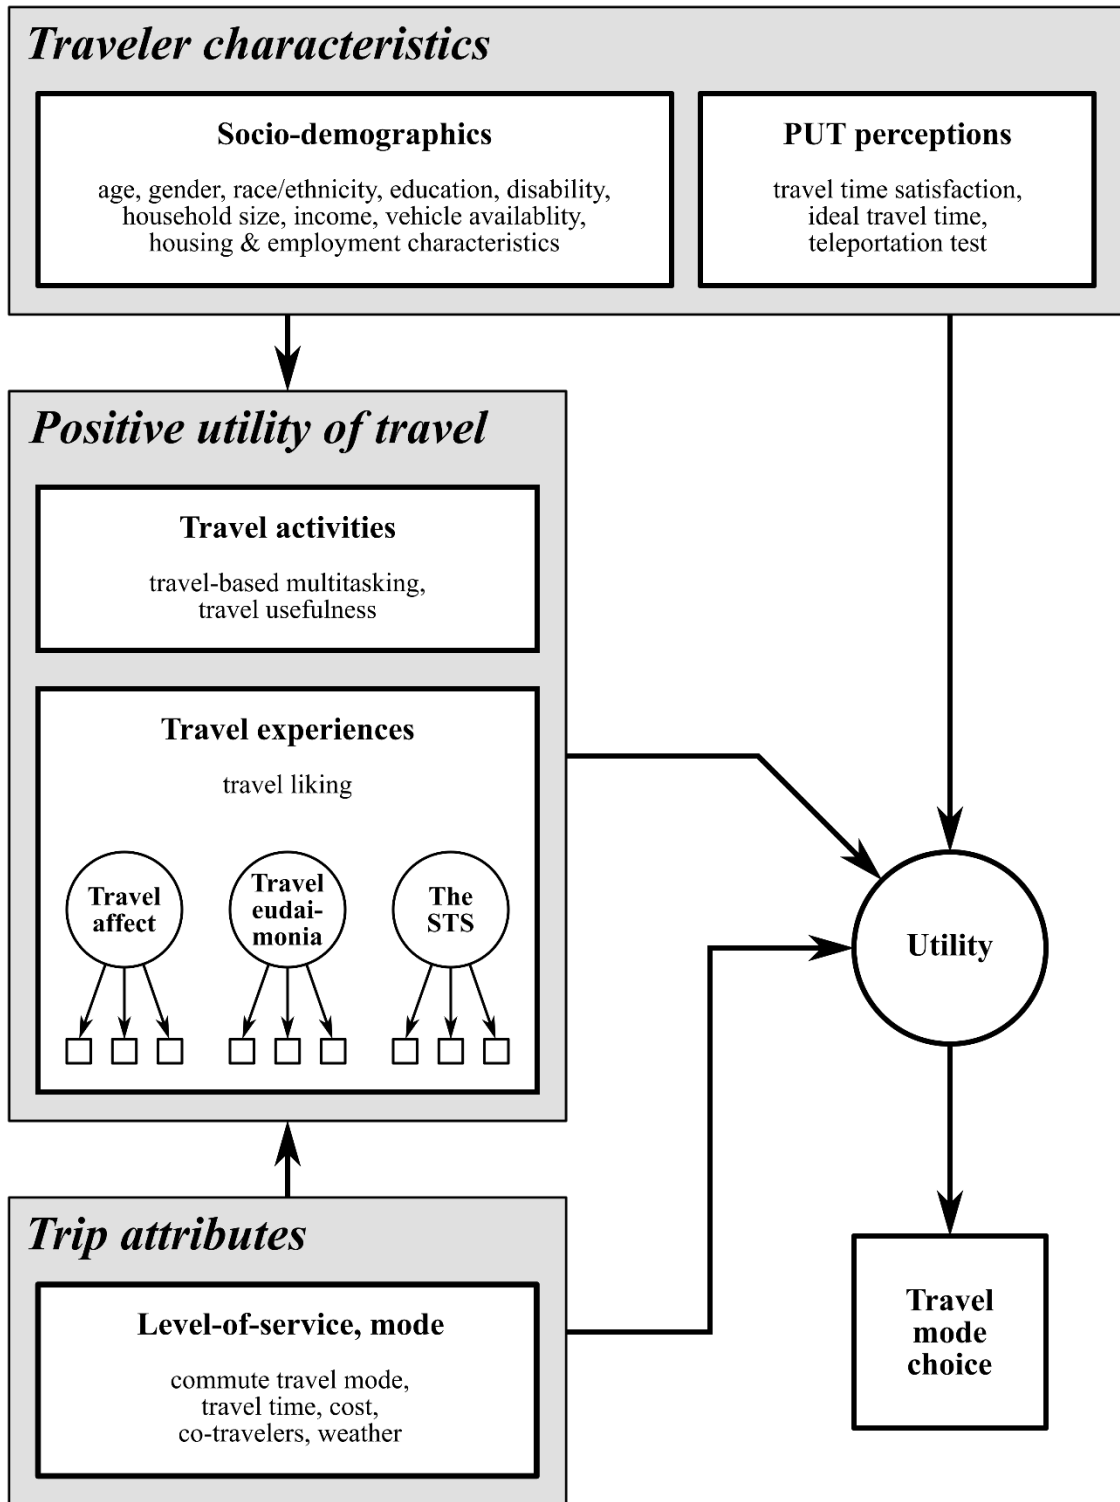 Traveler characteristics
Socio-demographics
age, gender, race/ethnicity, education, disability,
household size, income, vehicle availablity,
housing & employment characteristics
PUT perceptions
travel time satisfaction,
ideal travel time,
teleportation test
Positive utility of travel
Travel activities
travel-based multitasking,
travel usefulness
Travel experiences
travel liking
Travel
affect
Travel
eudai-
monia
The
STS
Utility
Trip attributes
Level-of-service, mode
commute travel mode,
travel time, cost,
co-travelers, weather
Travel
mode
choice